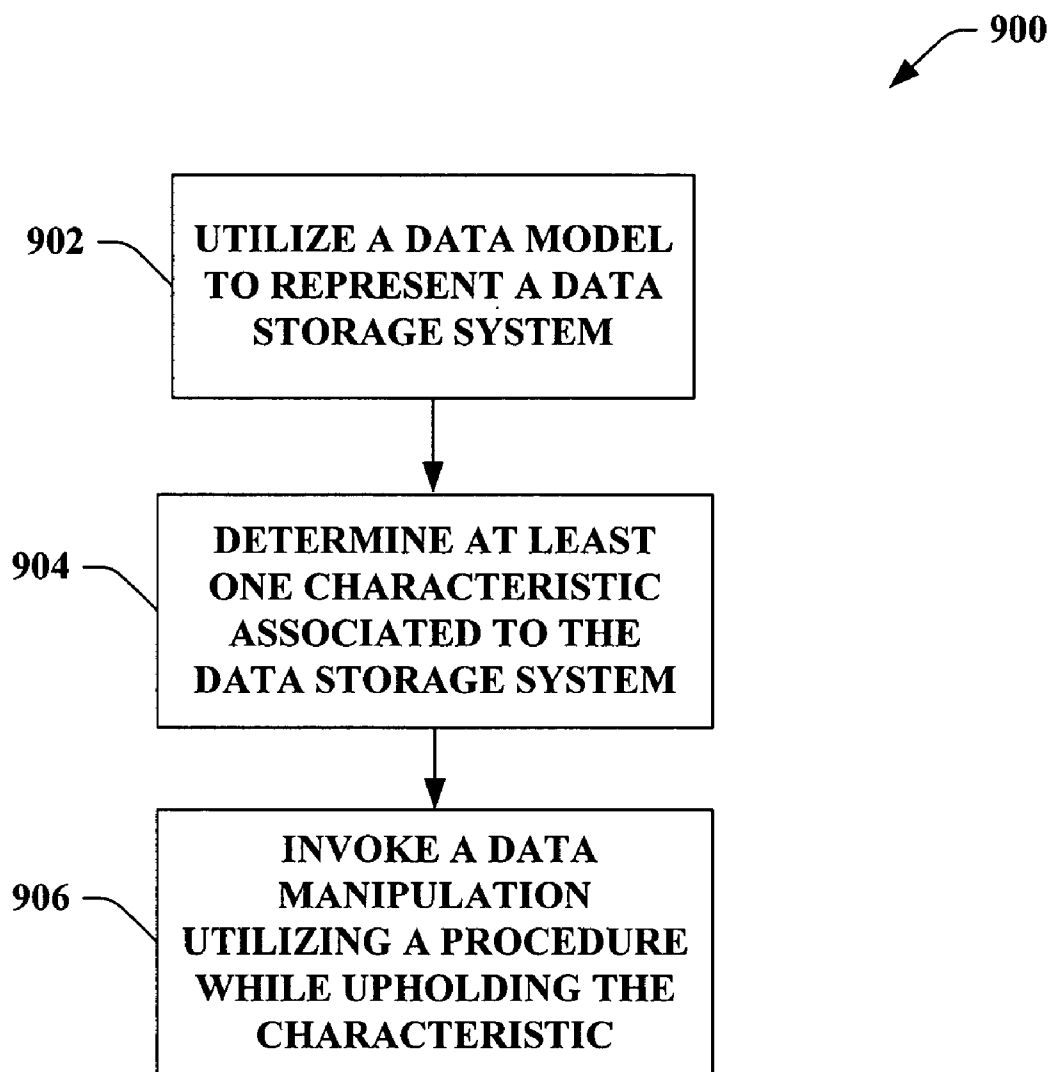 900
902
UTILIZE A DATA MODEL
TO REPRESENT A DATA
STORAGE SYSTEM
904
DETERMINE AT LEAST
ONE CHARACTERISTIC
ASSOCIATED TO THE
DATA STORAGE SYSTEM
906
INVOKE A DATA
MANIPULATION
UTILIZING A PROCEDURE
WHILE UPHOLDING THE
CHARACTERISTIC